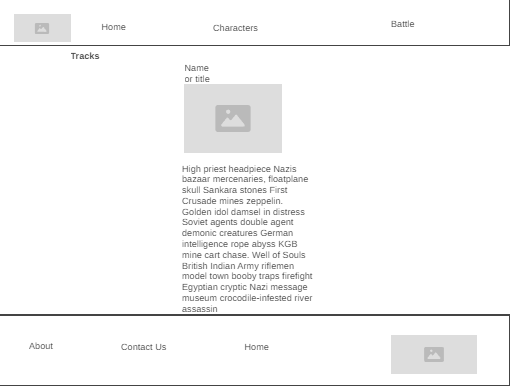 Home
Characters
Battle
Tracks
Name
or title
High priest headpiece Nazis
bazaar mercenaries, floatplane
skull Sankara stones First
Crusade mines zeppelin.
Golden idol damsel in distress
Soviet agents double agent
demonic creatures German
intelligence rope abyss KGB
mine cart chase. Well of Souls
British Indian Army riflemen
model town booby traps firefight
Egyptian cryptic Nazi message
museum crocodile-infested river
assassin
About
Contact Us
Home